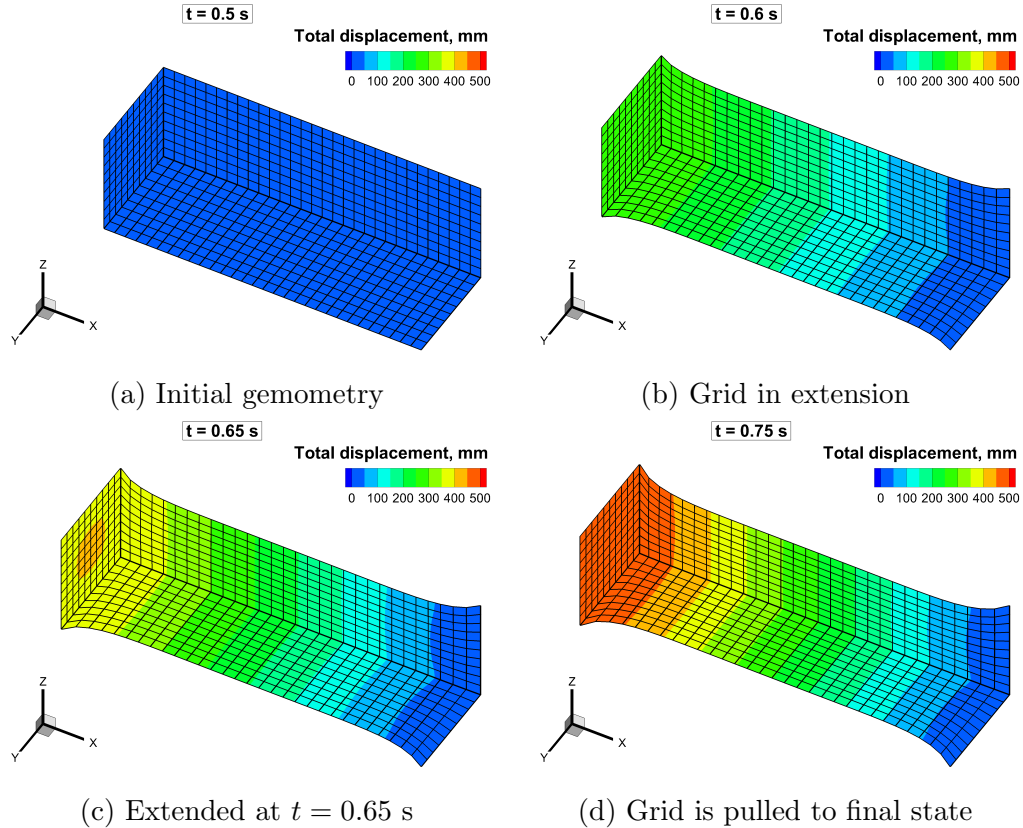 t = 0.5 s
Total displacement, mm
0 100 200 300 400 500
Z
X
Y
(a) Initial gemometry
t = 0.6 s
Total displacement, mm
0 100 200 300 400 500
Z
X
Y
(b) Grid in extension
t = 0.65 s
Total displacement, mm
0 100 200 300 400 500
Z
X
Y
(c) Extended at t = 0.65 s
t = 0.75 s
Total displacement, mm
0 100 200 300 400 500
Z
X
Y
(d) Grid is pulled to final state